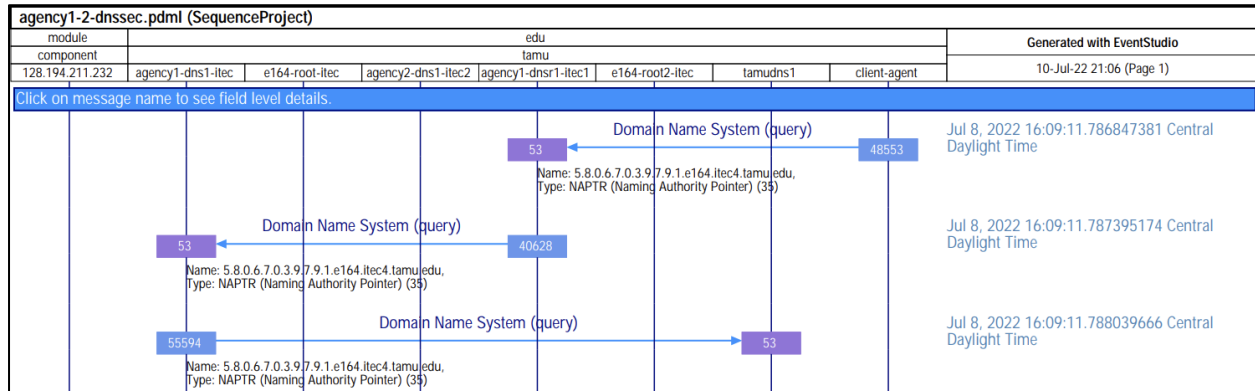 agency1-2-dnssec.pdml (SequenceProject)
module edu Generated with EventStudio
component tamu
128.194.211.232 agency1-dns1-itec e164-root-itec agency2-dns1-itec2 agency1-dnsr1-itec1 e164-root2-itec tamudns1 client-agent 10-Jul-22 21:06 (Page 1)
Click on message name to see field level details.
Domain Name System (query) Jul 8, 2022 16:09:11.786847381 Central
53 48553 Daylight Time
Name: 5.8.0.6.7.0.3.9.7.9.1.e164.itec4.tamu.edu,
Type: NAPTR (Naming Authority Pointer) (35)
Domain Name System (query) Jul 8, 2022 16:09:11.787395174 Central
53 40628 Daylight Time
Name: 5.8.0.6.7.0.3.9.7.9.1.e164.itec4.tamu.edu,
Type: NAPTR (Naming Authority Pointer) (35)
Domain Name System (query) Jul 8, 2022 16:09:11.788039666 Central
55594 53 Daylight Time
Name: 5.8.0.6.7.0.3.9.7.9.1.e164.itec4.tamu.edu,
Type: NAPTR (Naming Authority Pointer) (35)